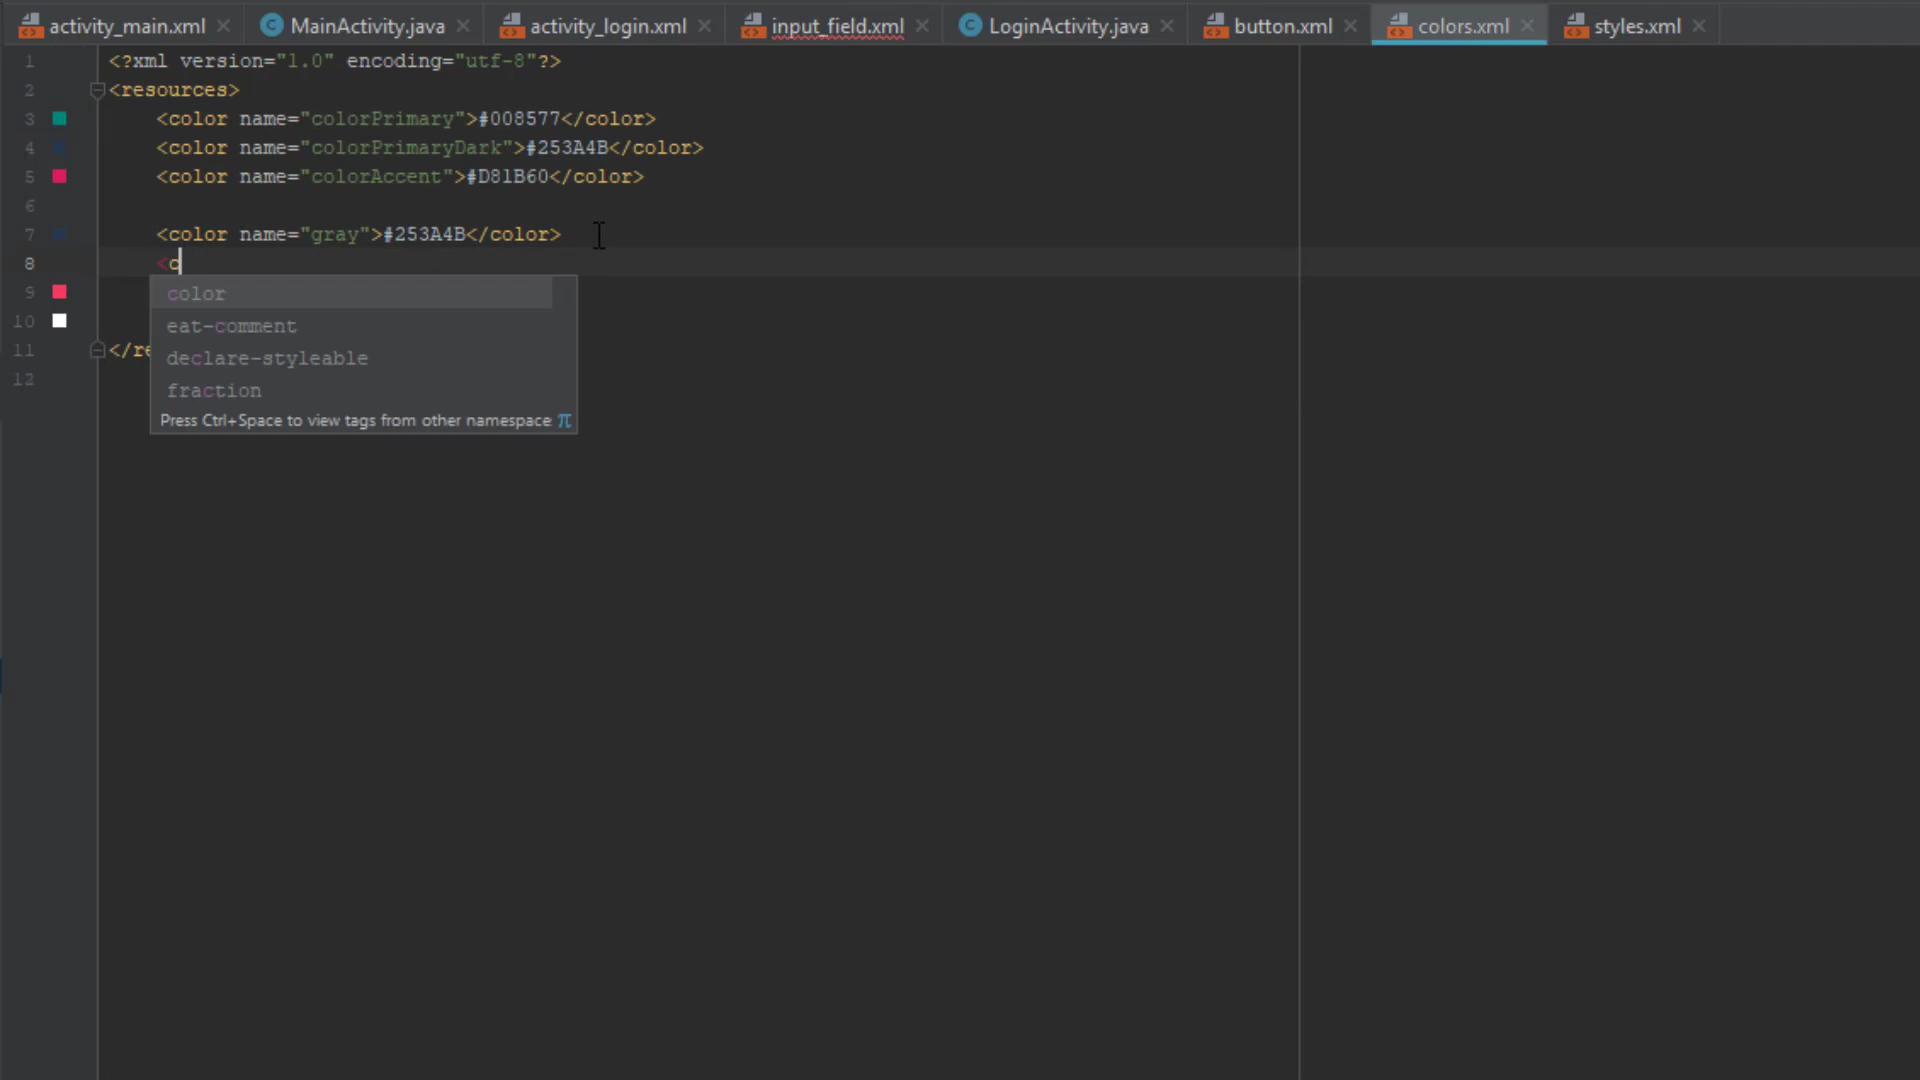 activity_main.xml MainActivity.java activity_login.xml input_field.xml LoginActivity.java button.xml colors.xml styles.xml
1 <?xml version="1.0" encoding="utf-8"?>
2 <resources>
3 <color name="colorPrimary">#008577</color>
4 <color name="colorPrimaryDark">#253A4B</color>
5 <color name="colorAccent">#D81B60</color>
6
7 <color name="gray">#253A4B</color>
8 <c
9 color
eat-comment
10
declare-styleable
11 </re
12
fraction
Press Ctrl+Space to view tags from other namespace π